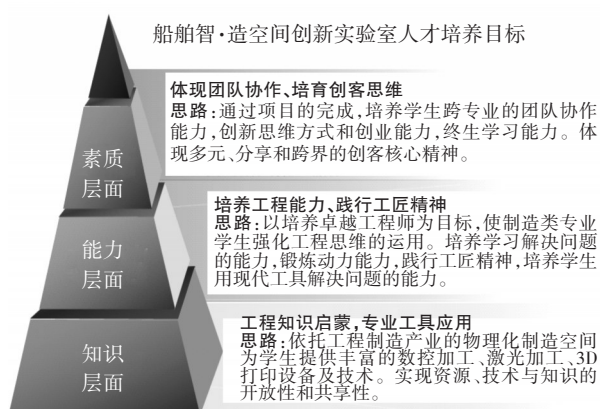 船舶智·造空间创新实验室人才培养目标
体现团队协作、培育创客思维
思路:通过项目的完成,培养学生跨专业的团队协作
能力,创新思维方式和创业能力,终生学习能力。体
现多元、分享和跨界的创客核心精神。
素质
层面
培养工程能力、践行工匠精神
思路:以培养卓越工程师为目标,使制造类专业
学生强化工程思维的运用。培养学习解决问题
的能力,锻炼动力能力,践行工匠精神,培养学生
用现代工具解决问题的能力。
能力
层面
工程知识启蒙,专业工具应用
思路:依托工程制造产业的物理化制造空间
为学生提供丰富的数控加工、激光加工、3D
打印设备及技术。实现资源、技术与知识的
开放性和共享性。
知识
层面